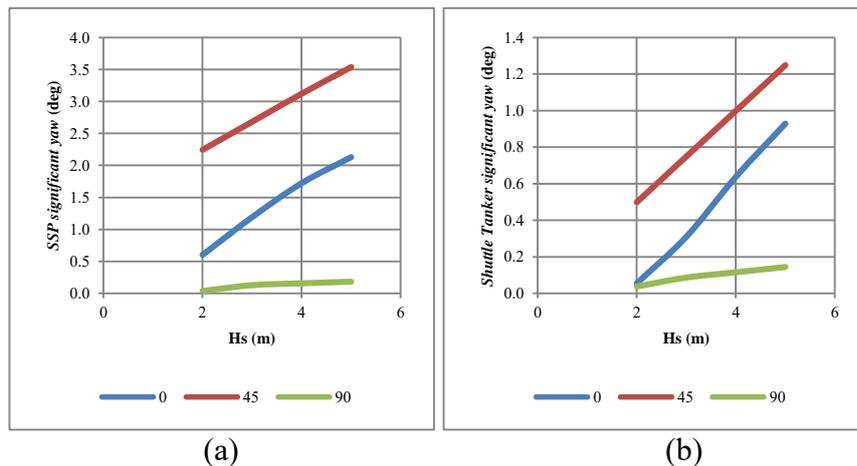 4.0
3.5
3.0
2.5
2.0
1.5
1.0
0.5
0.0
SSP significant yaw (deg)
0 2 4 6
Hs (m)
0 45 90
(a)
1.4
1.2
1.0
0.8
0.6
0.4
0.2
0.0
Shuttle Tanker significant yaw (deg)
0 2 4 6
Hs (m)
0 45 90
(b)